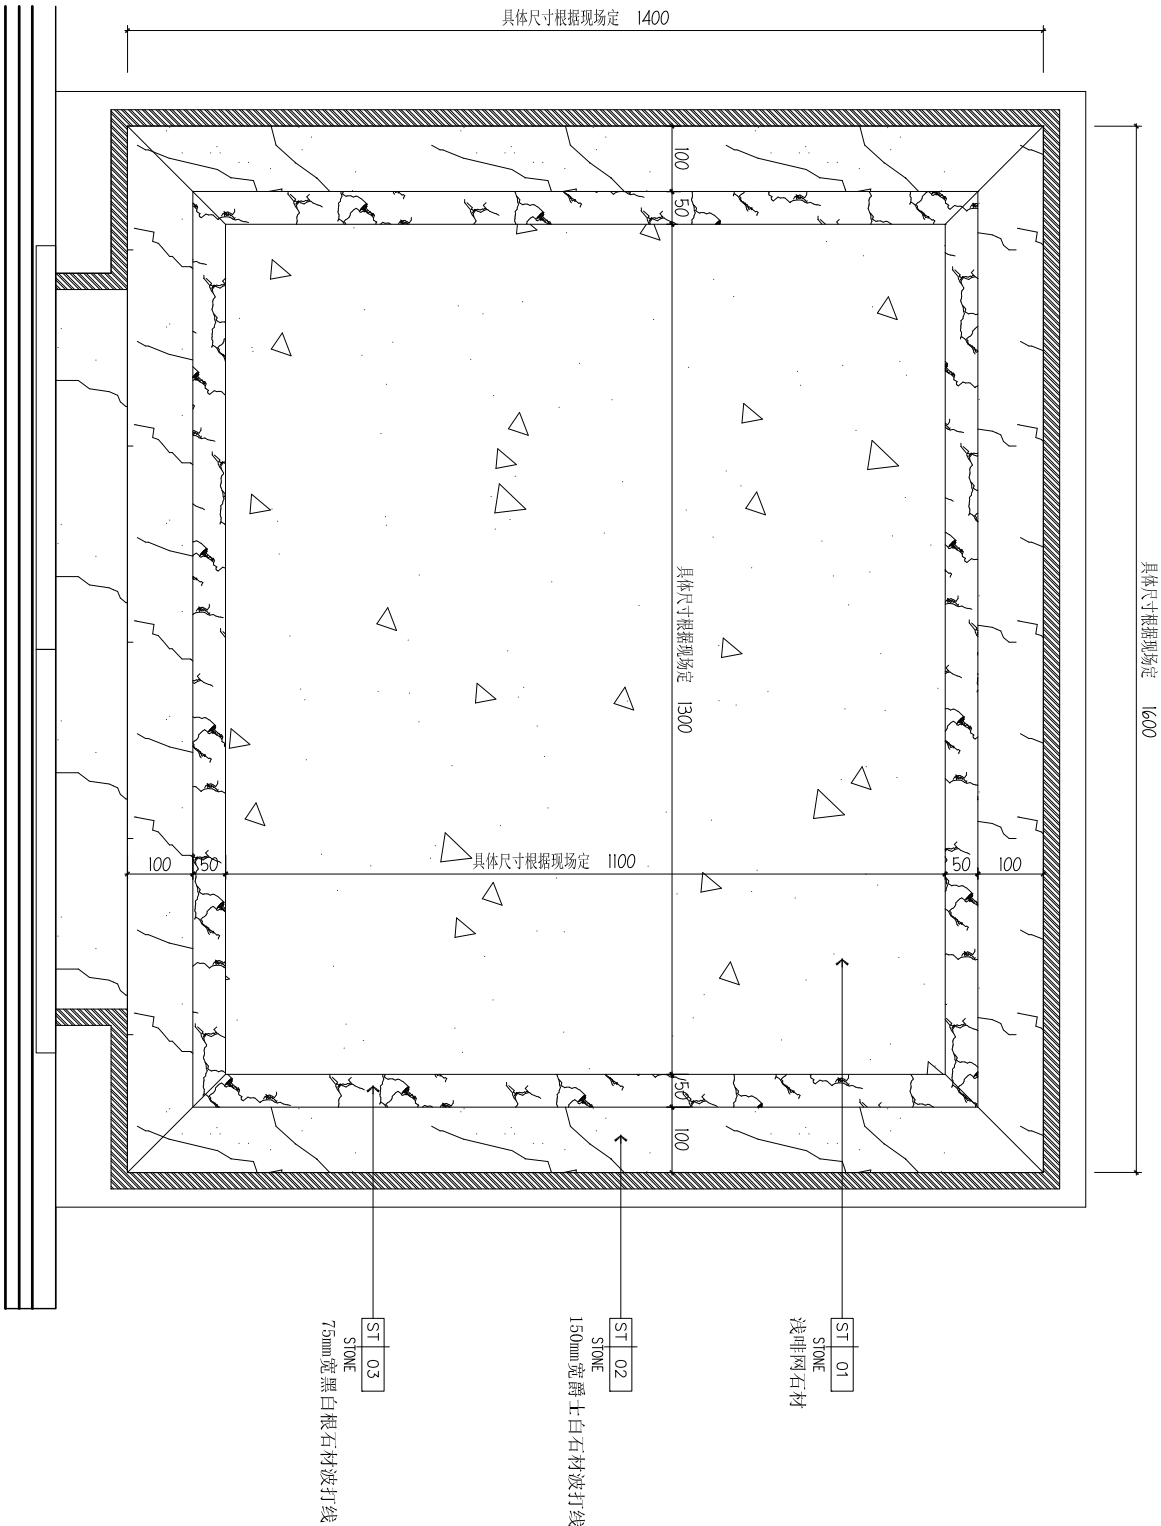 具体尺寸根据现场定 1400
100
50
具体尺寸根据现场定 1300
50
100
具体尺寸根据现场定 1600
100
50
具体尺寸根据现场定 1100
50
100
ST 01
STONE
浅啡网石材
ST 02
STONE
150mm宽爵士白石材波打线
ST 03
STONE
75mm宽黑白根石材波打线